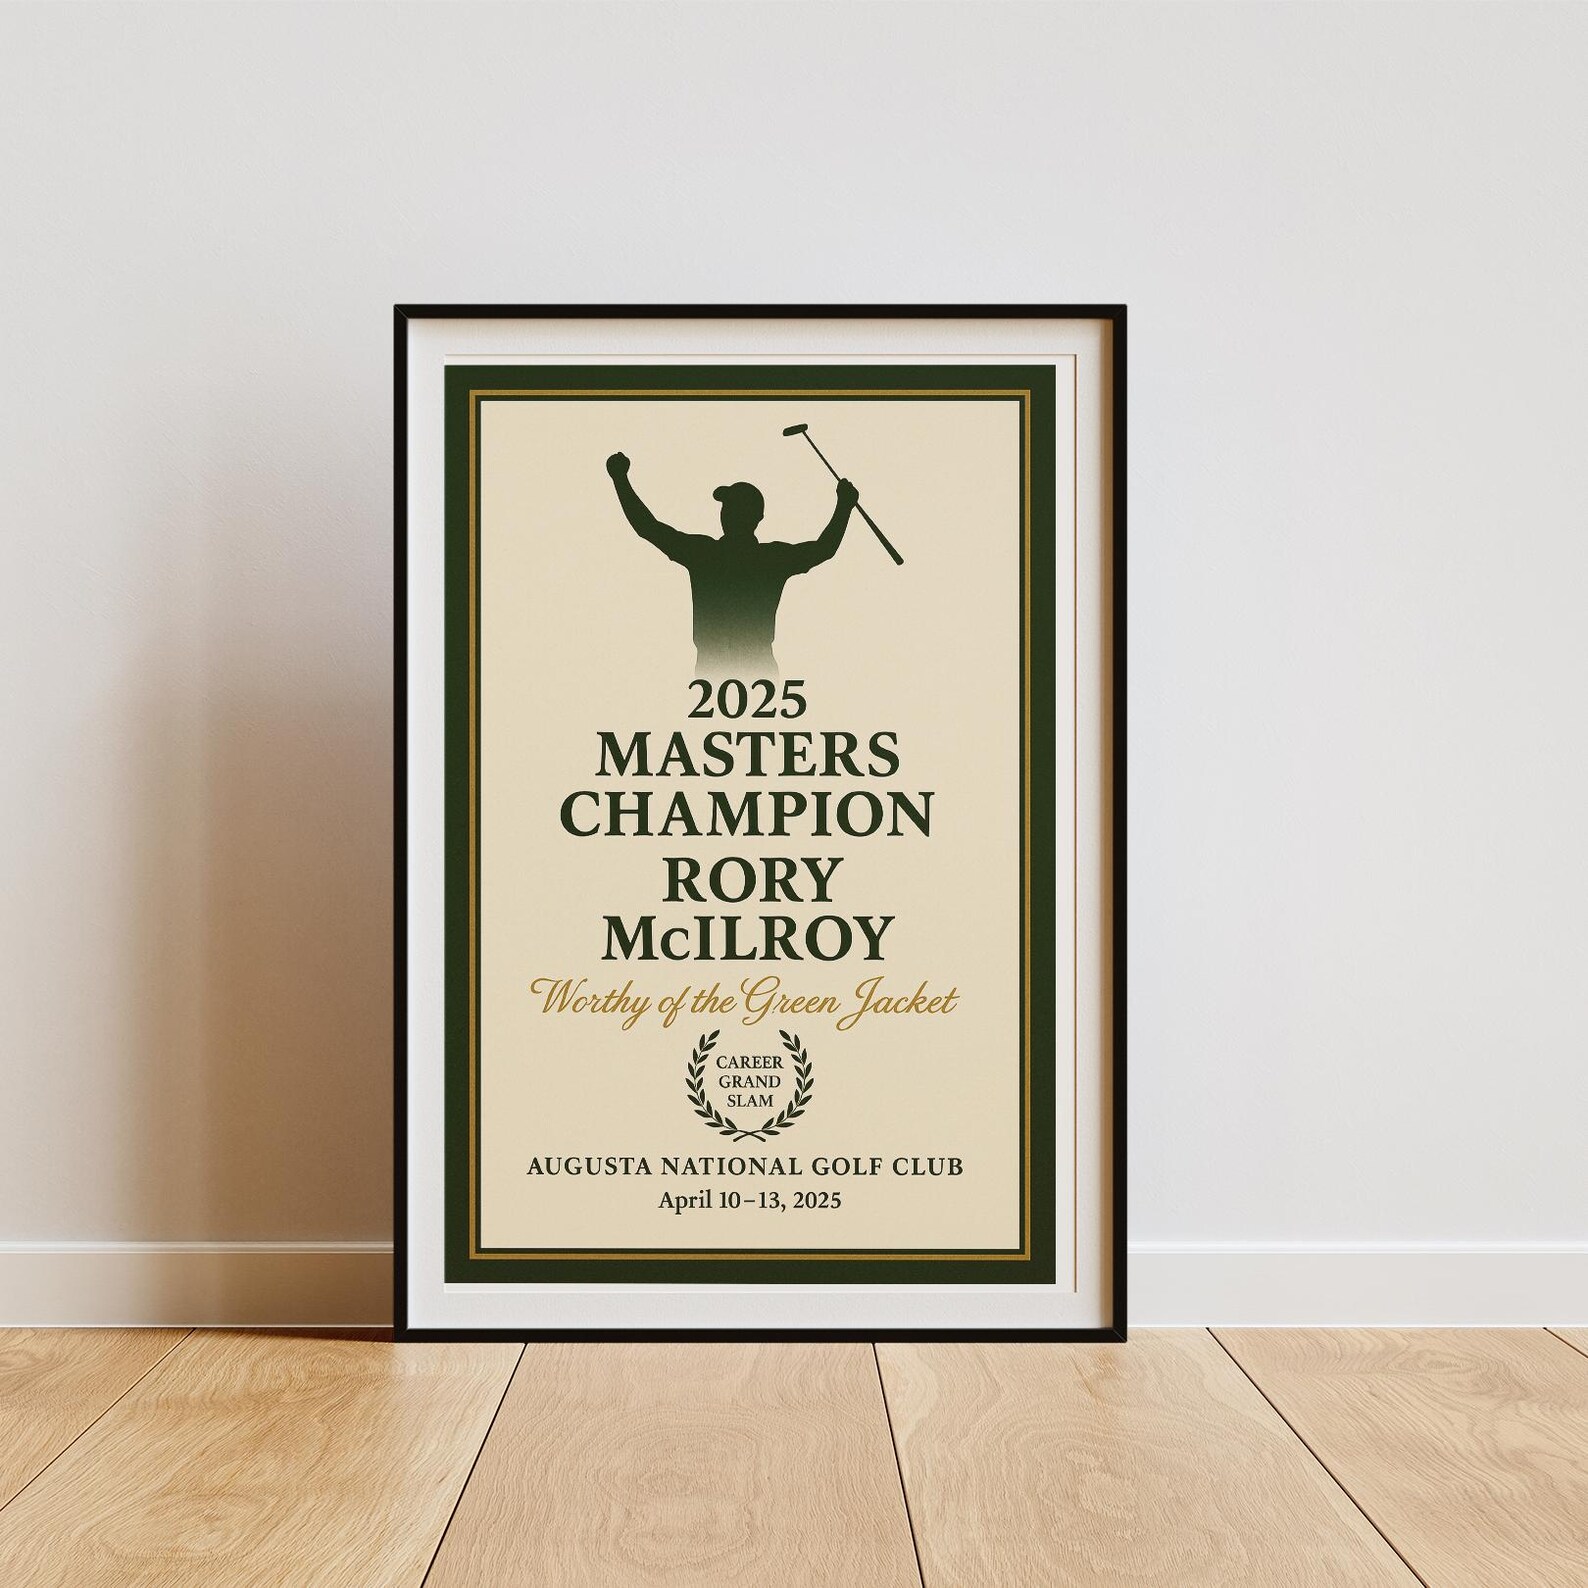 2025
MASTERS
CHAMPION
RORY
McILROY
Worthy of the Green Jacket
CAREER
GRAND
SLAM
AUGUSTA NATIONAL GOLF CLUB
April 10–13, 2025